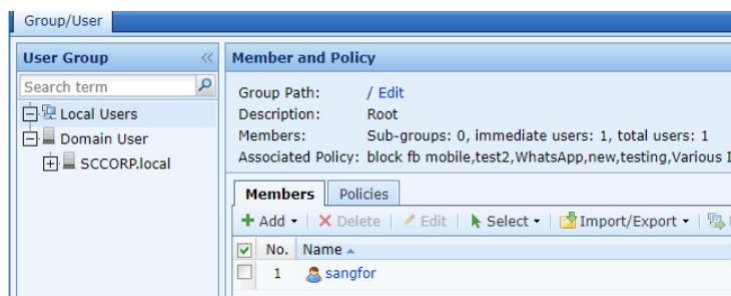 Group/User
User Group
Search term
Local Users
Domain User
SCCORP.local
Member and Policy
Group Path: / Edit
Description: Root
Members: Sub-groups: 0, immediate users: 1, total users: 1
Associated Policy: block fb mobile,test2,WhatsApp,new,testing,Various
Members Policies
Add Delete Edit Select Import/Export
No. Name
1 sangfor